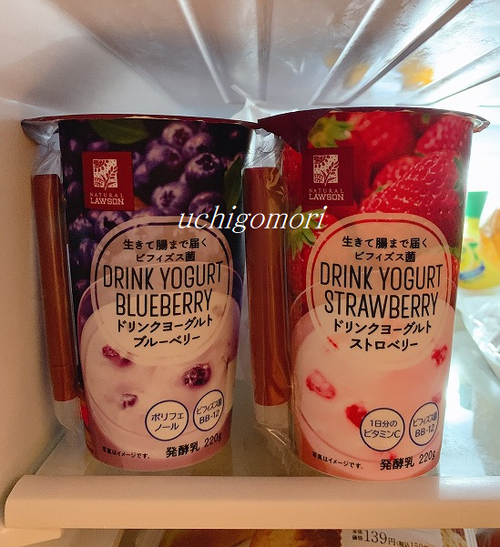 NATURAL
LAWSON
生きて腸まで届く
ビフィズス菌
DRINK YOGURT
BLUEBERRY
ドリンクヨーグルト
ブルーベリー
ポリフェ
ノール
ビフィズス菌
BB-12
写真はイメージです。
発酵乳 220g
NATURAL
LAWSON
生きて腸まで届く
ビフィズス菌
DRINK YOGURT
STRAWBERRY
ドリンクヨーグルト
ストロベリー
1日分の
ビタミンC
ビフィズス菌
BB-12
写真はイメージです。
発酵乳 220g
uchigomori
139円